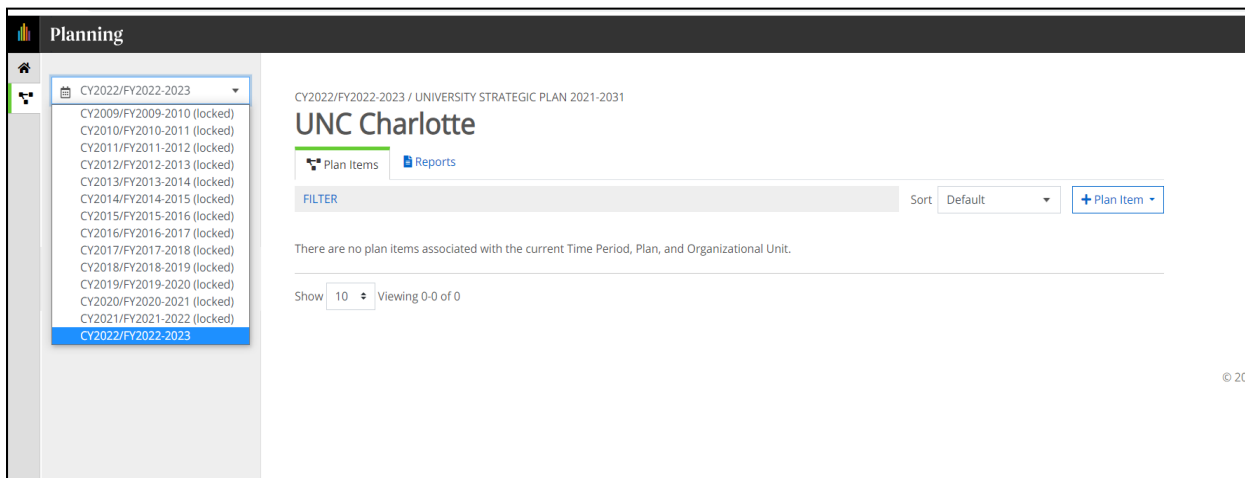 Planning
CY2022/FY2022-2023
CY2009/FY2009-2010 (locked)
CY2010/FY2010-2011 (locked)
CY2011/FY2011-2012 (locked)
CY2012/FY2012-2013 (locked)
CY2013/FY2013-2014 (locked)
CY2014/FY2014-2015 (locked)
CY2015/FY2015-2016 (locked)
CY2016/FY2016-2017 (locked)
CY2017/FY2017-2018 (locked)
CY2018/FY2018-2019 (locked)
CY2019/FY2019-2020 (locked)
CY2020/FY2020-2021 (locked)
CY2021/FY2021-2022 (locked)
CY2022/FY2022-2023
CY2022/FY2022-2023 / UNIVERSITY STRATEGIC PLAN 2021-2031
UNC Charlotte
Plan Items Reports
FILTER Sort Default + Plan Item
There are no plan items associated with the current Time Period, Plan, and Organizational Unit.
Show 10 Viewing 0-0 of 0
© 20